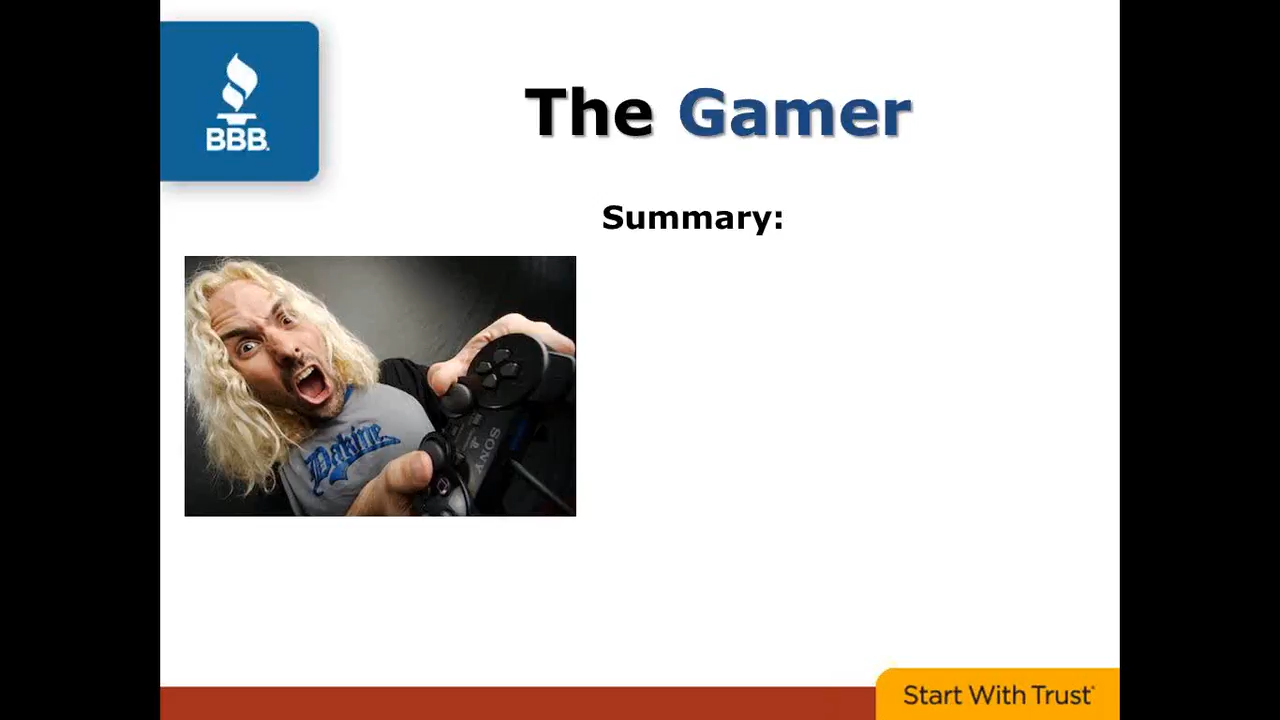 BBB.
The Gamer
Summary:
Dakine
SONY
Start With Trust®